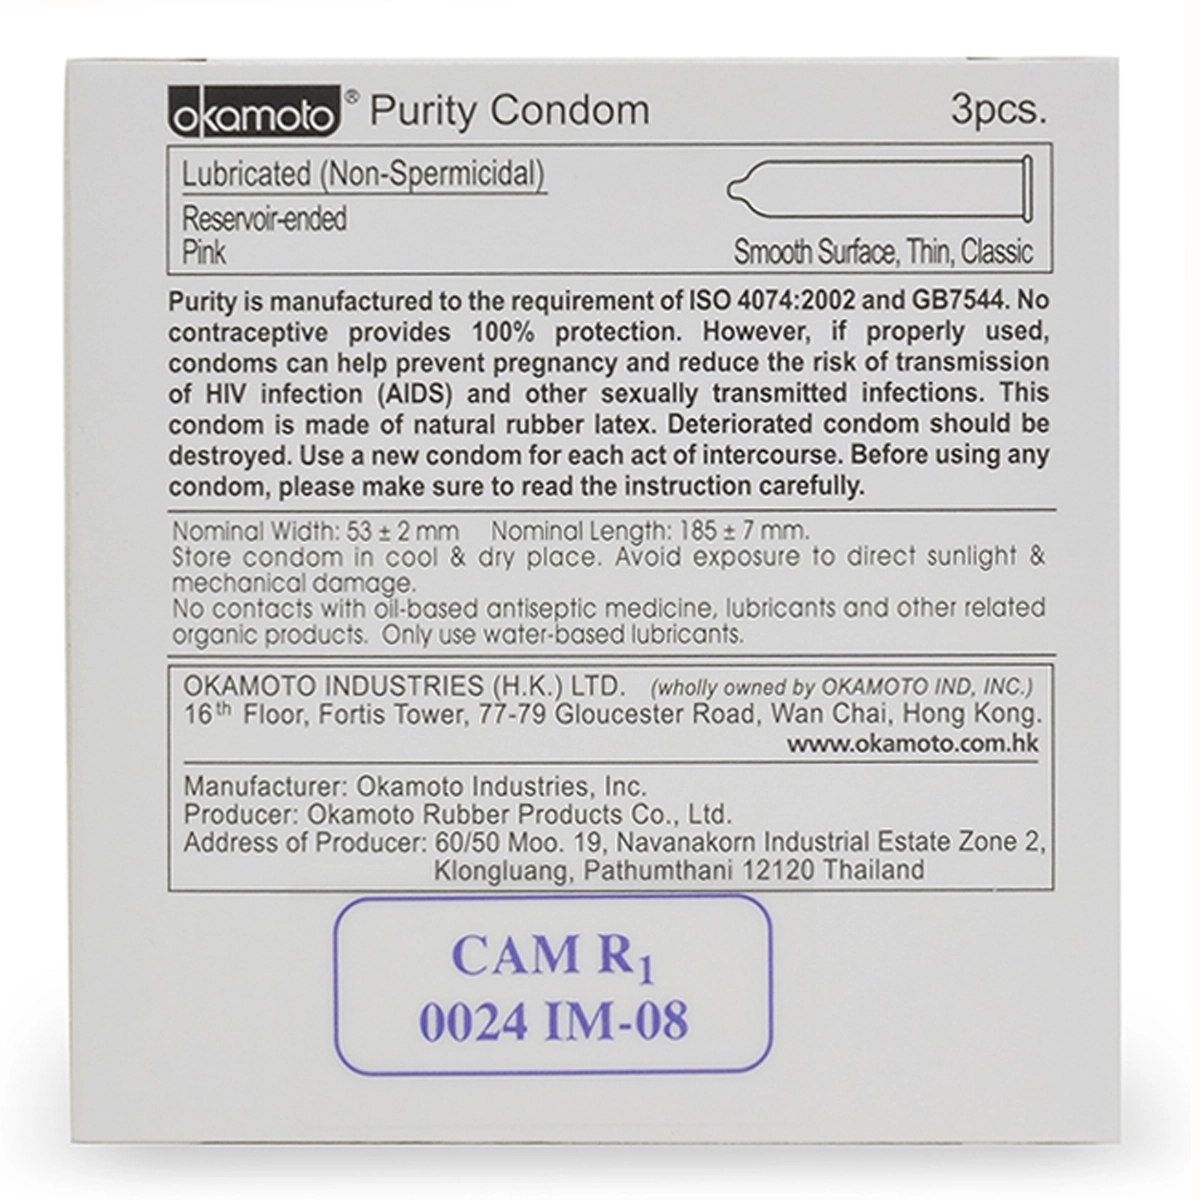 okamoto® Purity Condom 3pcs.
Lubricated (Non-Spermicidal)
Reservoir-ended
Pink Smooth Surface, Thin, Classic
Purity is manufactured to the requirement of ISO 4074:2002 and GB7544. No
contraceptive provides 100% protection. However, if properly used,
condoms can help prevent pregnancy and reduce the risk of transmission
of HIV infection (AIDS) and other sexually transmitted infections. This
condom is made of natural rubber latex. Deteriorated condom should be
destroyed. Use a new condom for each act of intercourse. Before using any
condom, please make sure to read the instruction carefully.
Nominal Width: 53 ± 2 mm Nominal Length: 185 ± 7 mm.
Store condom in cool & dry place. Avoid exposure to direct sunlight &
mechanical damage.
No contacts with oil-based antiseptic medicine, lubricants and other related
organic products. Only use water-based lubricants.
OKAMOTO INDUSTRIES (H.K.) LTD. (wholly owned by OKAMOTO IND, INC.)
16th Floor, Fortis Tower, 77-79 Gloucester Road, Wan Chai, Hong Kong.
www.okamoto.com.hk
Manufacturer: Okamoto Industries, Inc.
Producer: Okamoto Rubber Products Co., Ltd.
Address of Producer: 60/50 Moo. 19, Navanakorn Industrial Estate Zone 2,
Klongluang, Pathumthani 12120 Thailand
CAM R1
0024 IM-08